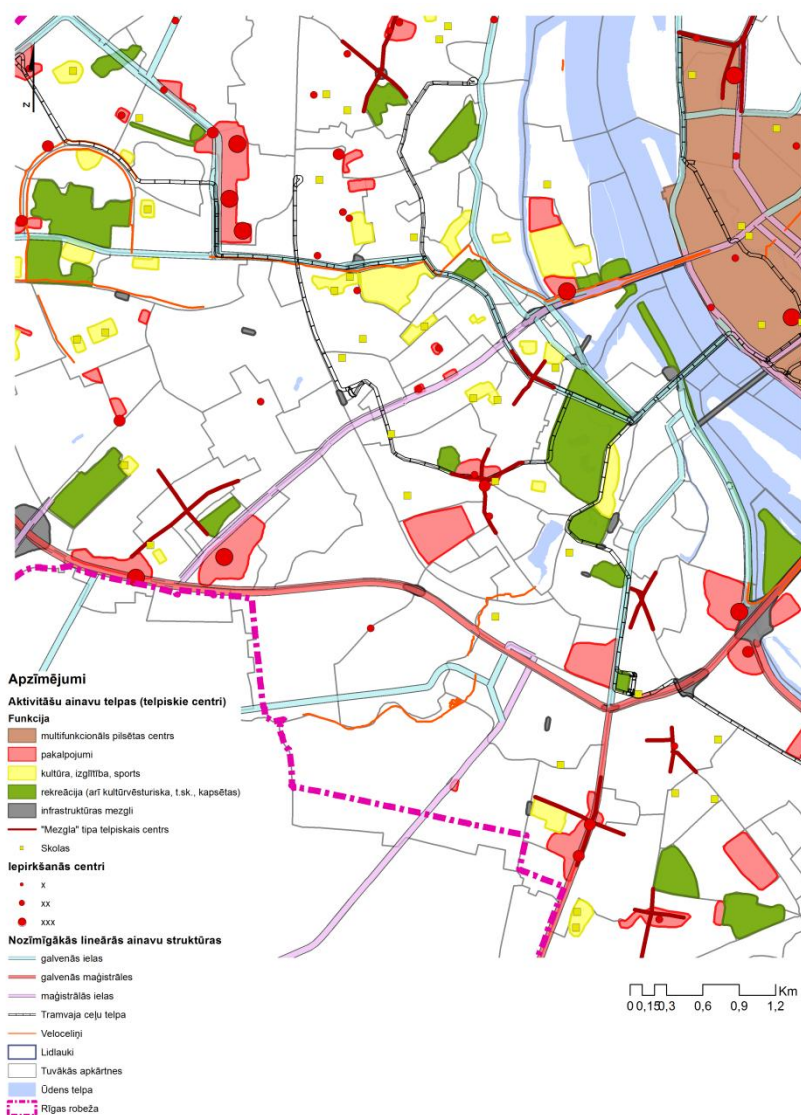 z
Apzīmējumi
Aktivitāšu ainavu telpas (telpiskie centri)
Funkcija
multifunkcionāls pilsētas centrs
pakalpojumi
kultūra, izglītība, sports
rekreācija (arī kultūrvēsturiska, t.sk., kapsētas)
infrastruktūras mezgli
"Mezgla" tipa telpiskais centrs
Skolas
Iepirkšanās centri
x
xx
xxx
Nozīmīgākās lineārās ainavu struktūras
galvenās ielas
galvenās maģistrāles
maģistrālās ielas
Tramvaja ceļu telpa
Veloceliņi
Lidlauki
Tuvākās apkārtnes
Ūdens telpa
Rīgas robeža
Km
0 0,15 0,3 0,6 0,9 1,2